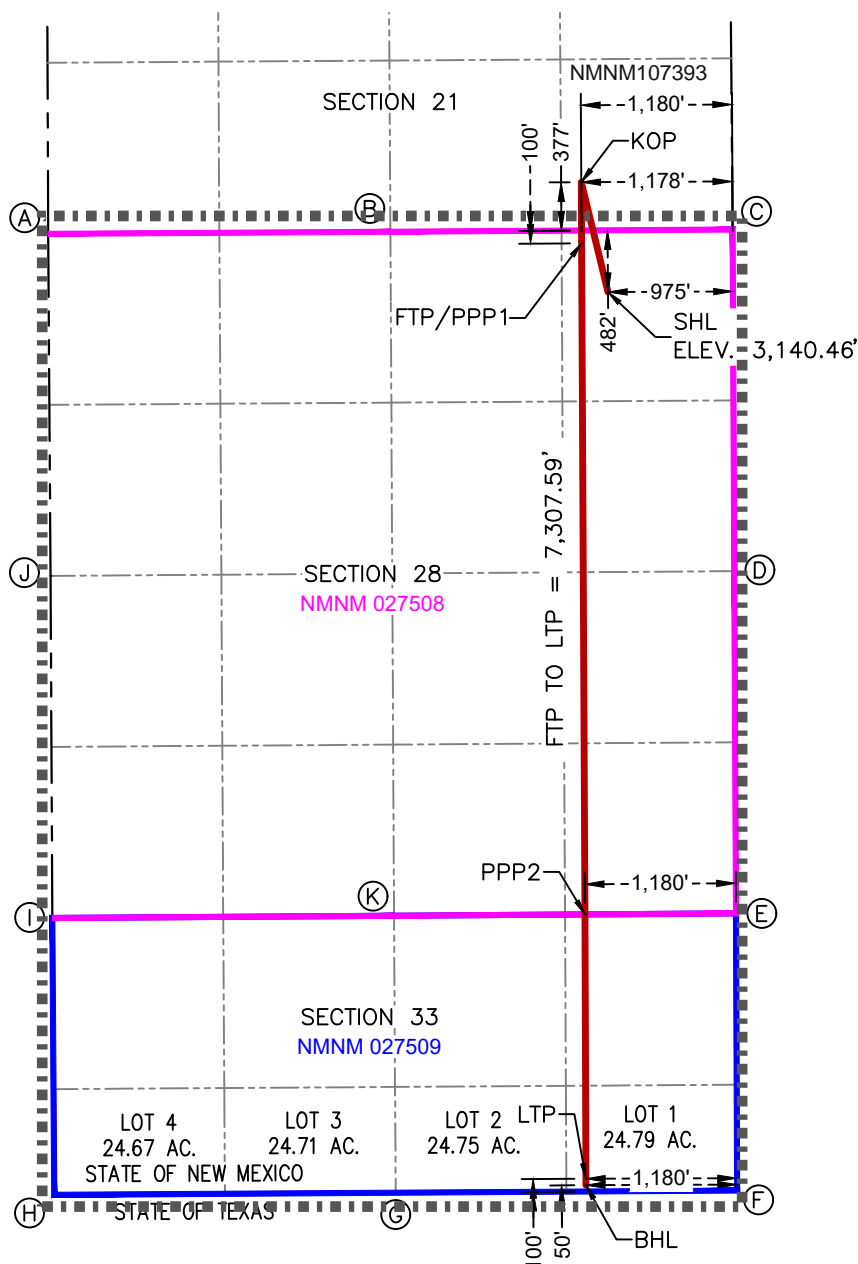 NMNM107393
SECTION 21
1,180'
100'
377'
KOP
1,178'
A
B
C
FTP/PPP1
975'
482'
SHL
ELEV. 3,140.46'
FTP TO LTP = 7,307.59'
J
SECTION 28
D
NMNM 027508
PPP2
1,180'
I
K
E
SECTION 33
NMNM 027509
LOT 4
24.67 AC.
LOT 3
24.71 AC.
LOT 2
24.75 AC.
LTP
LOT 1
24.79 AC.
STATE OF NEW MEXICO
1,180'
H
STATE OF TEXAS
G
F
100'
50'
BHL